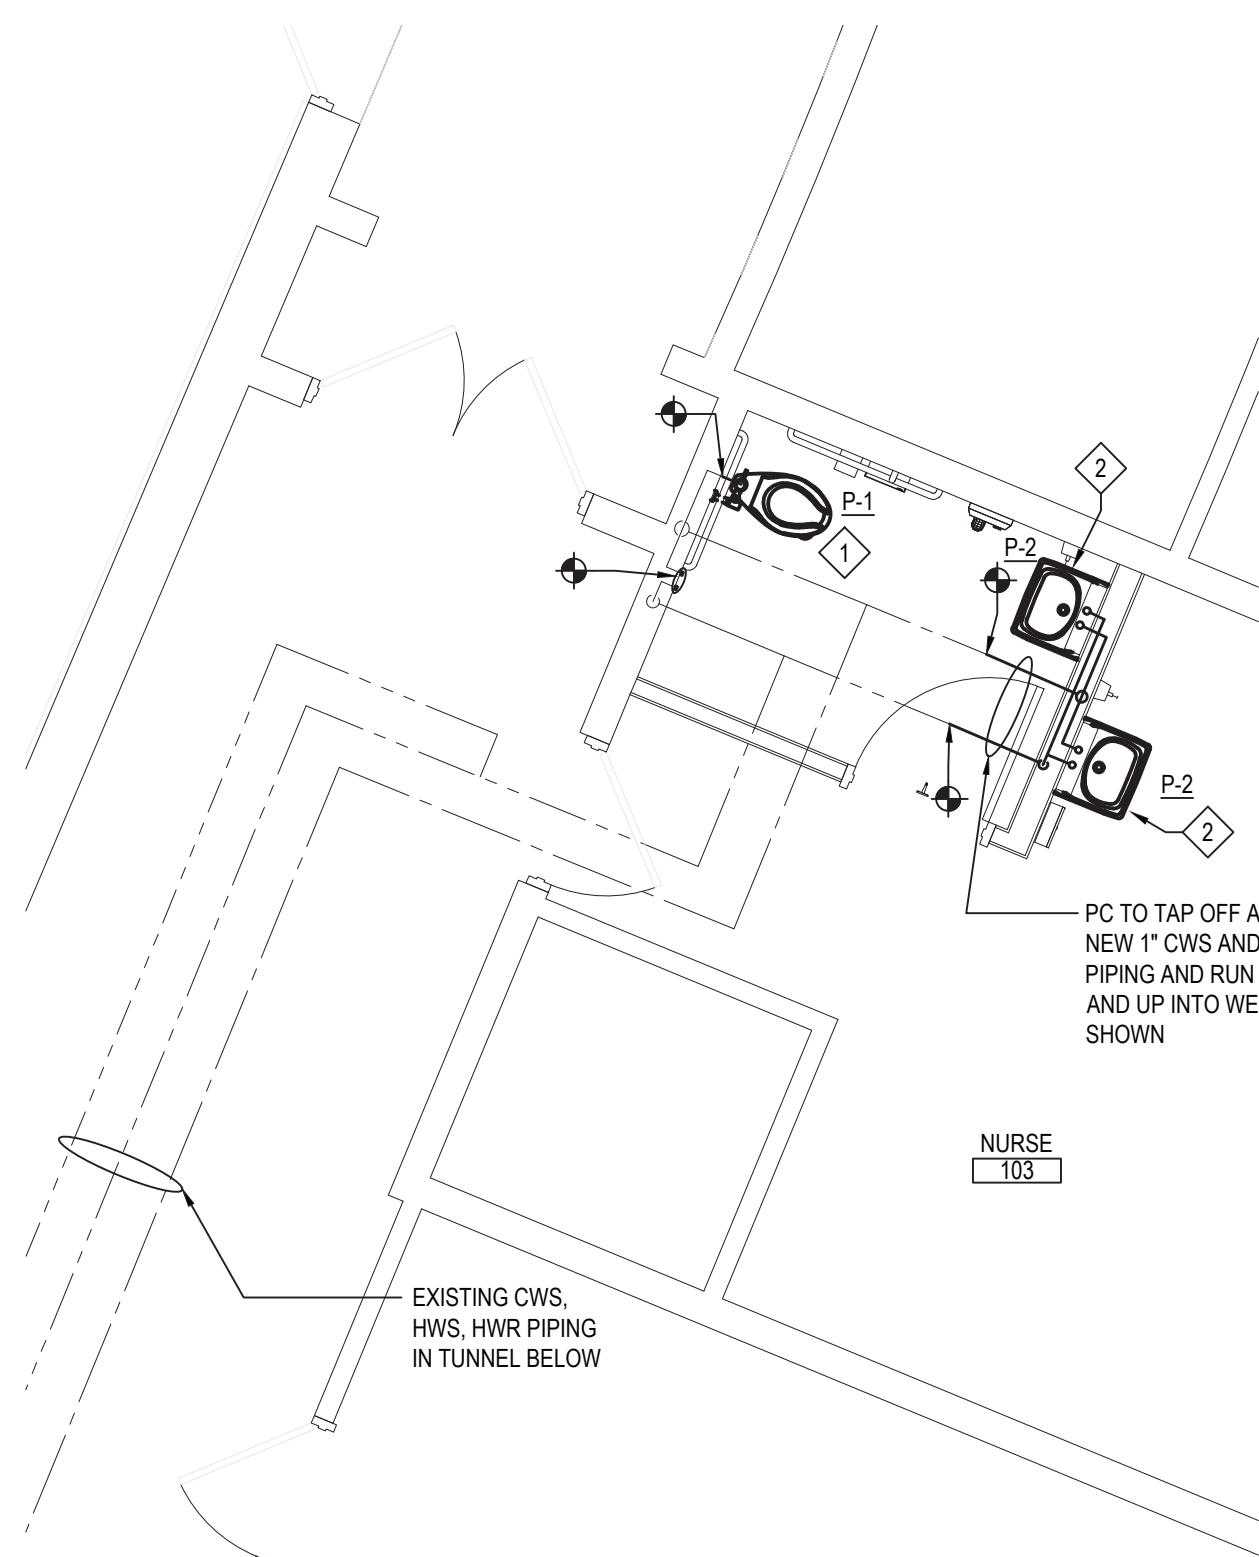 2
P-1
1
P-2
P-2
2
PC TO TAP OFF A
NEW 1" CWS AND
PIPING AND RUN
AND UP INTO WE
SHOWN
NURSE
103
EXISTING CWS,
HWS, HWR PIPING
IN TUNNEL BELOW